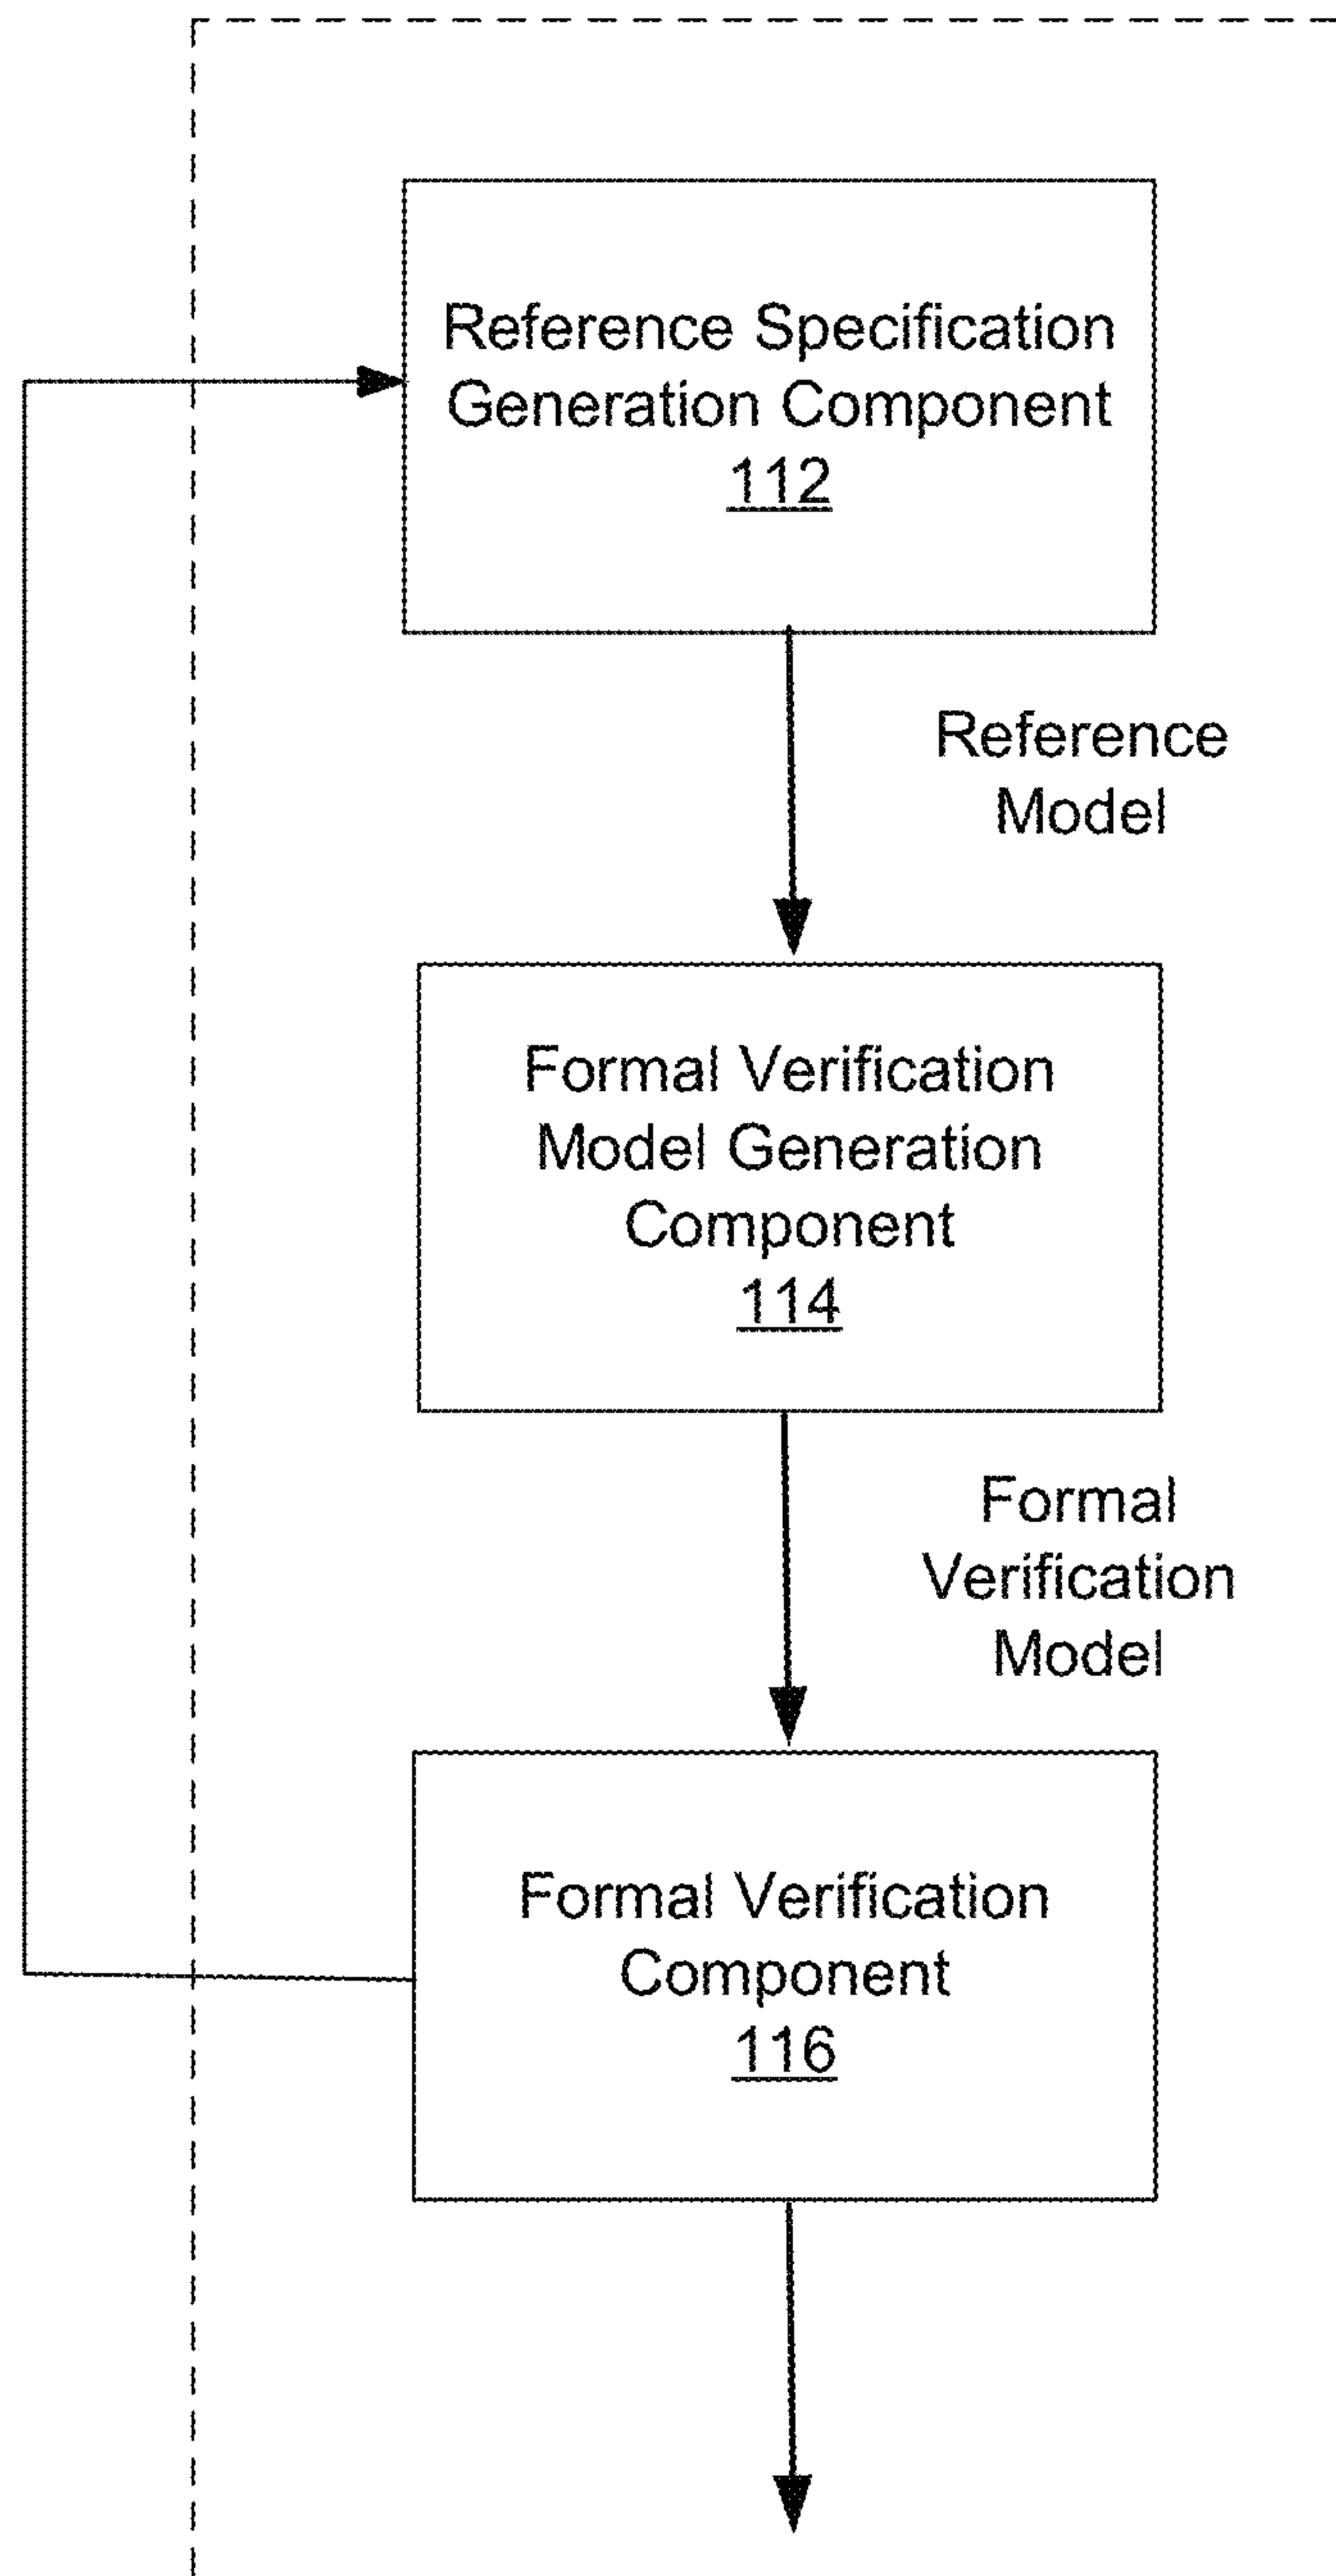 Reference Specification
Generation Component
112
Reference
Model
Formal Verification
Model Generation
Component
114
Formal
Verification
Model
Formal Verification
Component
116